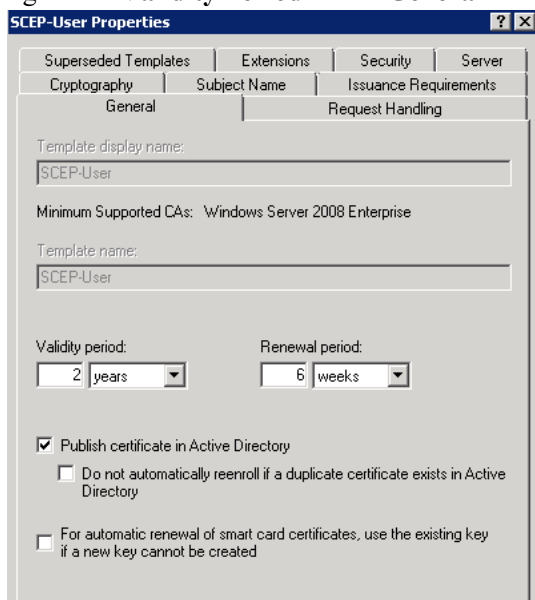 SCEP-User Properties
Superseded Templates Extensions Security Server
Cryptography Subject Name Issuance Requirements
General Request Handling
Template display name:
SCEP-User
Minimum Supported CAs: Windows Server 2008 Enterprise
Template name:
SCEP-User
Validity period: Renewal period:
2 years 6 weeks
Publish certificate in Active Directory
Do not automatically reenroll if a duplicate certificate exists in Active
Directory
For automatic renewal of smart card certificates, use the existing key
if a new key cannot be created